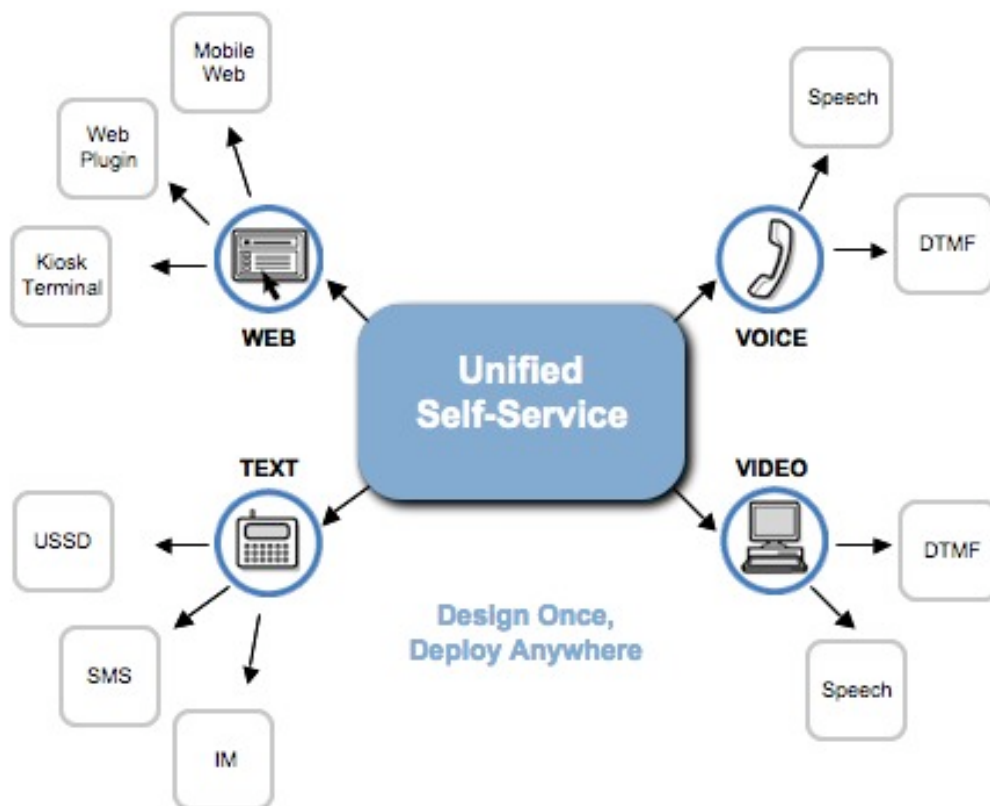 Mobile
Web
Speech
Web
Plugin
DTMF
Kiosk
Terminal
WEB
VOICE
Unified
Self-Service
TEXT
VIDEO
USSD
DTMF
Design Once,
Deploy Anywhere
SMS
Speech
IM